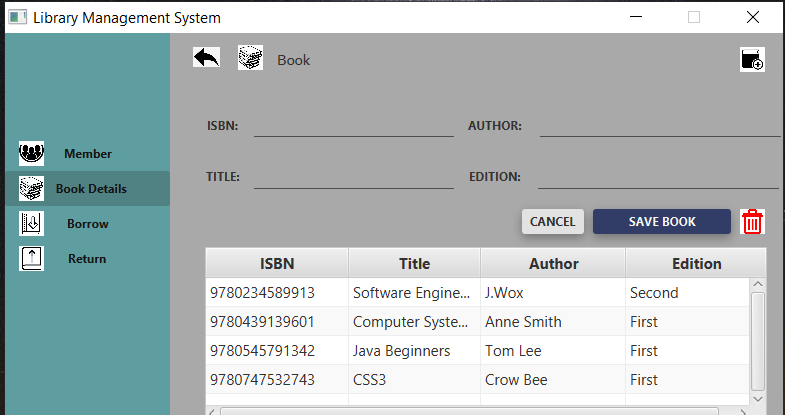 Library Management System
Book
ISBN: AUTHOR:
Member
TITLE: EDITION:
Book Details
Borrow
CANCEL SAVE BOOK
Return
ISBN Title Author Edition
9780234589913 Software Engine... J.Wox Second
9780439139601 Computer Syste... Anne Smith First
9780545791342 Java Beginners Tom Lee First
9780747532743 CSS3 Crow Bee First